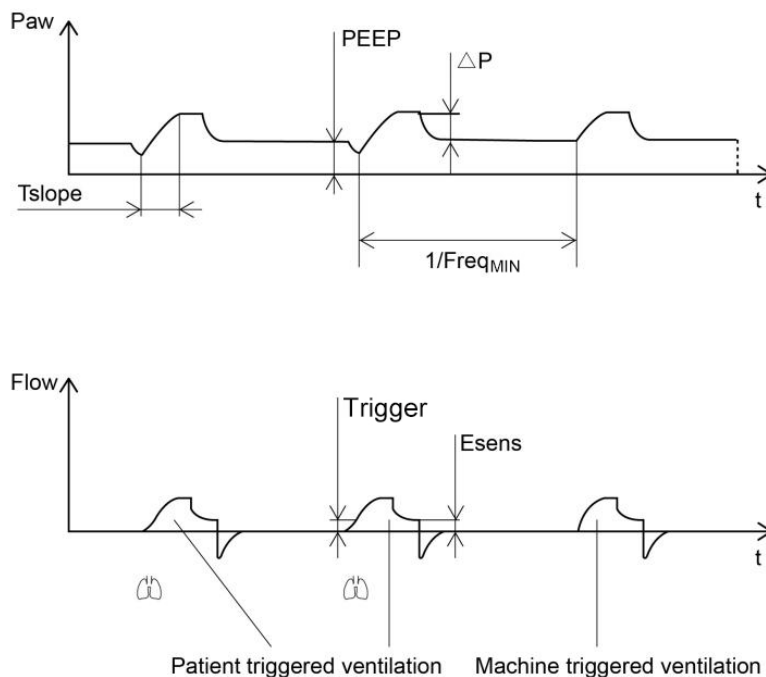 Paw
PEEP
△P
Tslope
t
1/FreqMIN
Flow
Trigger
Esens
t
Patient triggered ventilation
Machine triggered ventilation